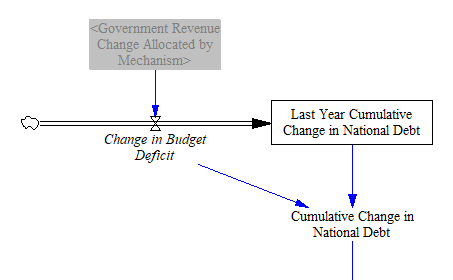 <Government Revenue
Change Allocated by
Mechanism>
Last Year Cumulative
Change in National Debt
Change in Budget
Deficit
Cumulative Change in
National Debt